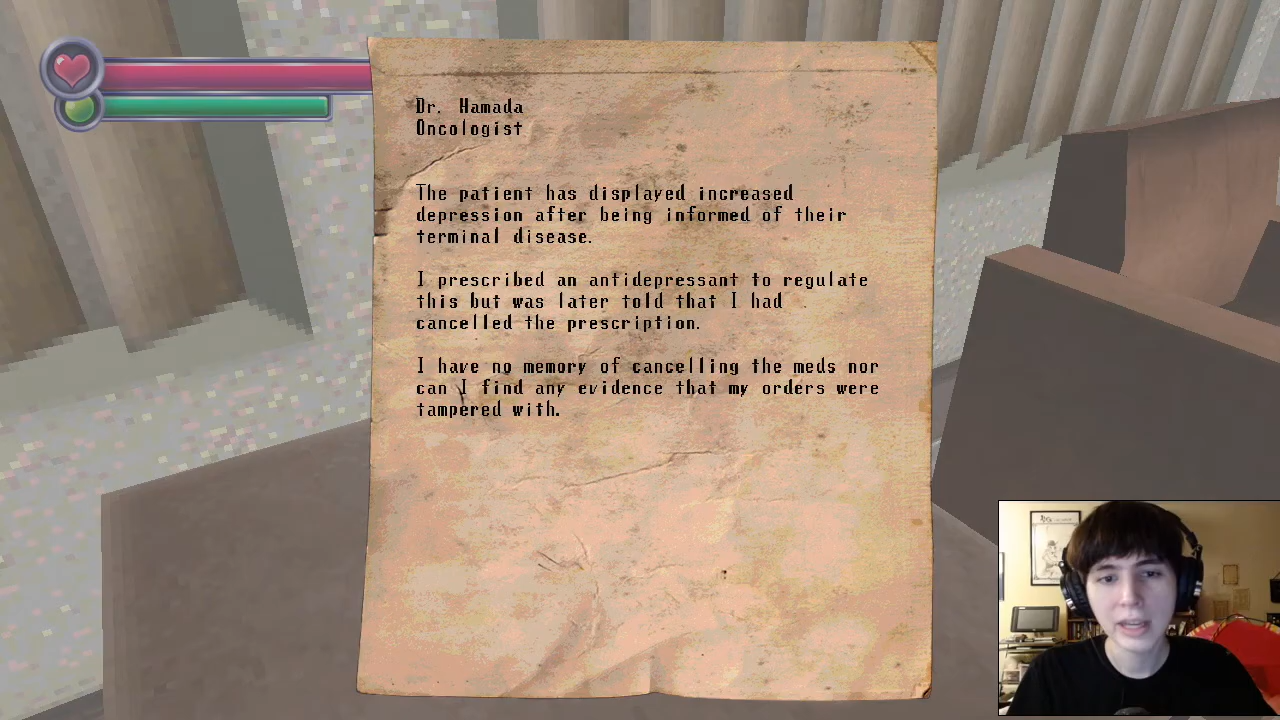 Dr. Hamada
Oncologist
The patient has displayed increased
depression after being informed of their
terminal disease.
I prescribed an antidepressant to regulate
this but was later told that I had
cancelled the prescription.
I have no memory of cancelling the meds nor
can I find any evidence that my orders were
tampered with.